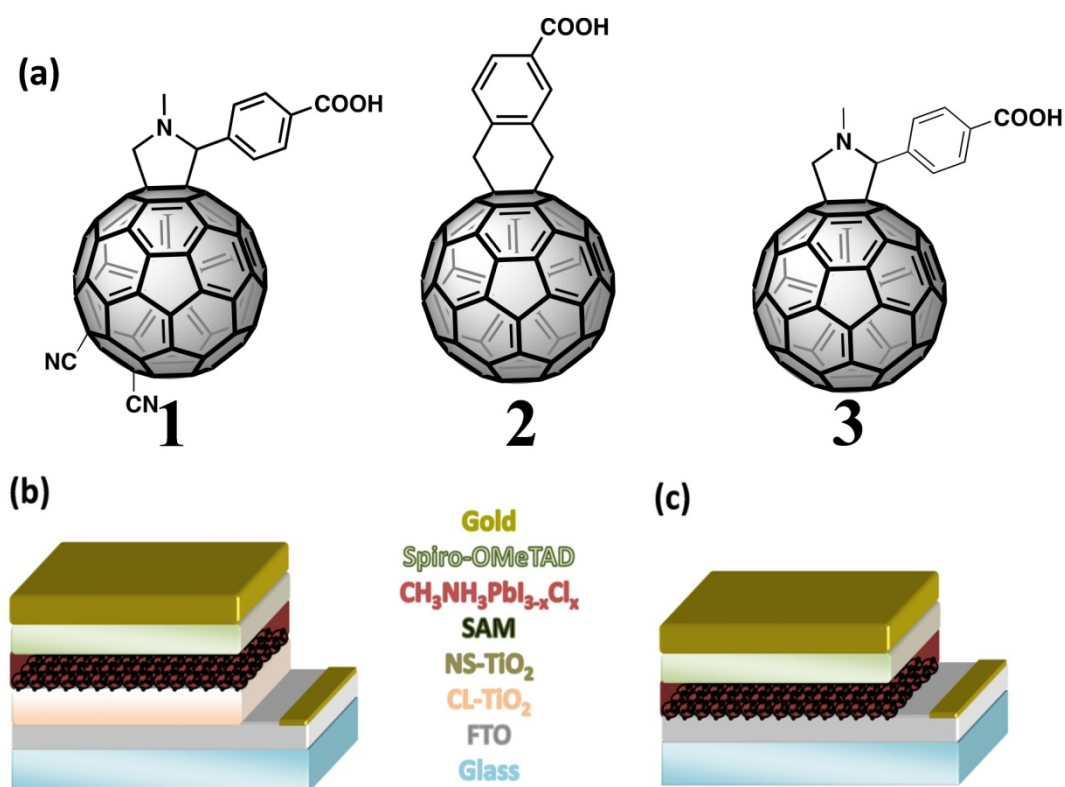 (a)
COOH
N
COOH
N
COOH
NC
CN
1
2
3
(b)
(c)
Gold
Spiro-OMeTAD
CH₃NH₃PbI₃₋ₓClₓ
SAM
NS-TiO₂
CL-TiO₂
FTO
Glass